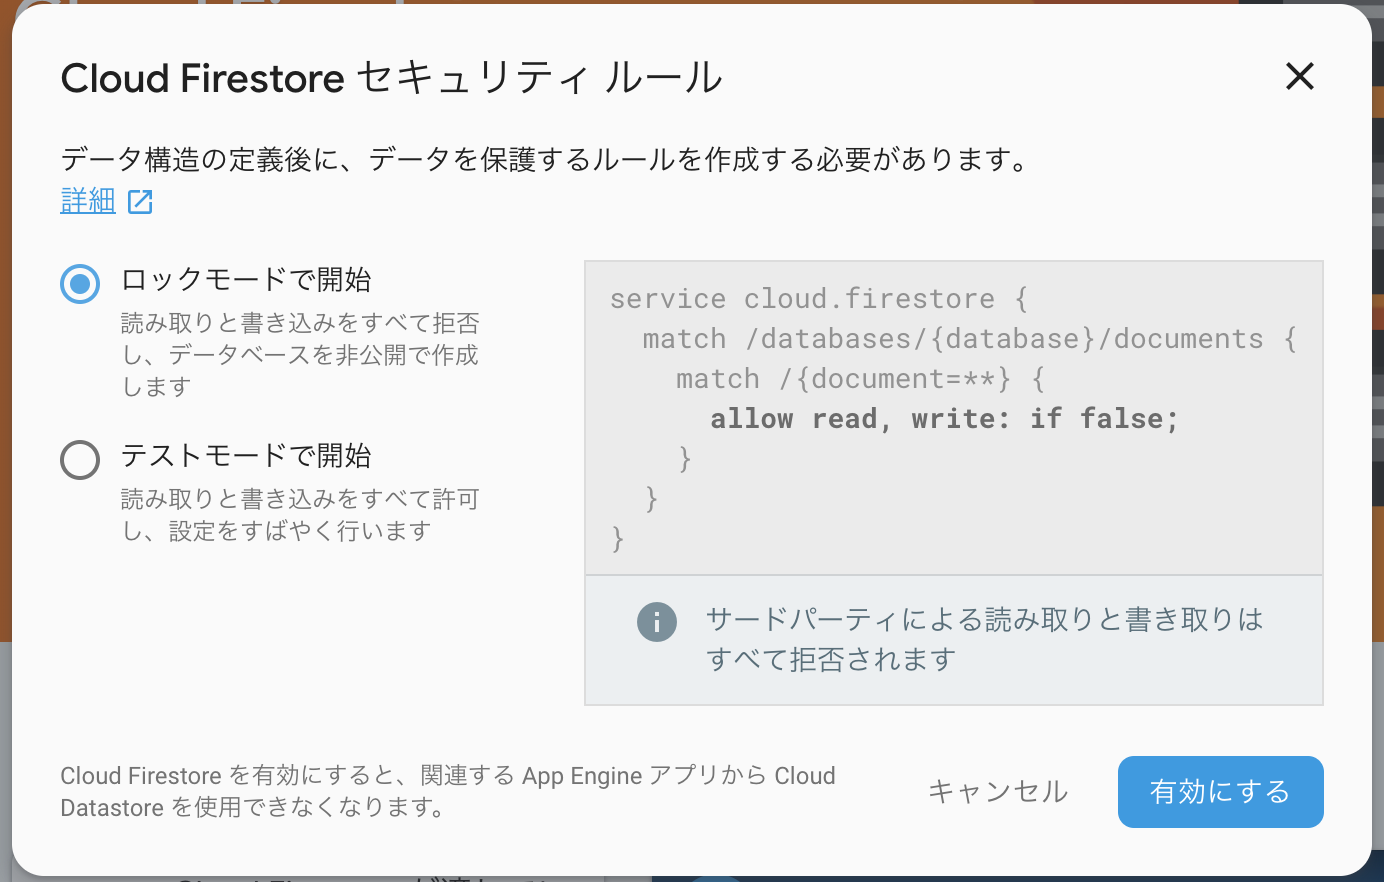 Cloud Firestore セキュリティ ルール
データ構造の定義後に、データを保護するルールを作成する必要があります。
詳細
ロックモードで開始
読み取りと書き込みをすべて拒否
し、データベースを非公開で作成
します
テストモードで開始
読み取りと書き込みをすべて許可
し、設定をすばやく行います
service cloud.firestore {
  match /databases/{database}/documents {
    match /{document=**} {
      allow read, write: if false;
    }
  }
}
サードパーティによる読み取りと書き取りは
すべて拒否されます
Cloud Firestore を有効にすると、関連する App Engine アプリから Cloud
Datastore を使用できなくなります。
キャンセル
有効にする